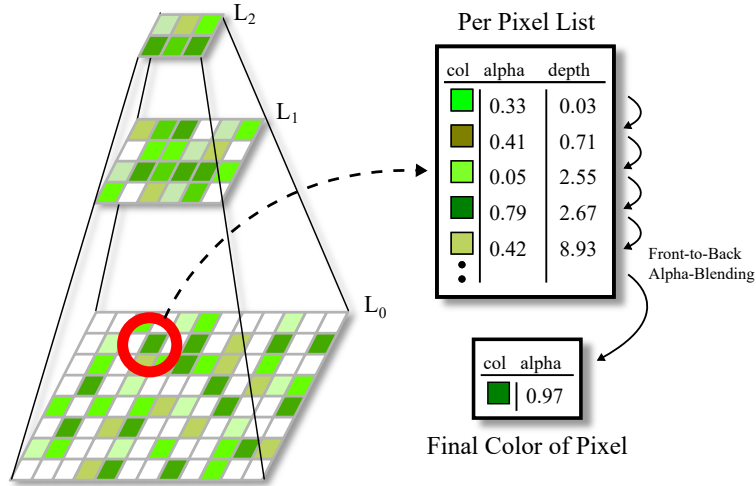 L2
L1
L0
Per Pixel List
col alpha depth
0.33 0.03
0.41 0.71
0.05 2.55
0.79 2.67
0.42 8.93
Front-to-Back
Alpha-Blending
col alpha
0.97
Final Color of Pixel